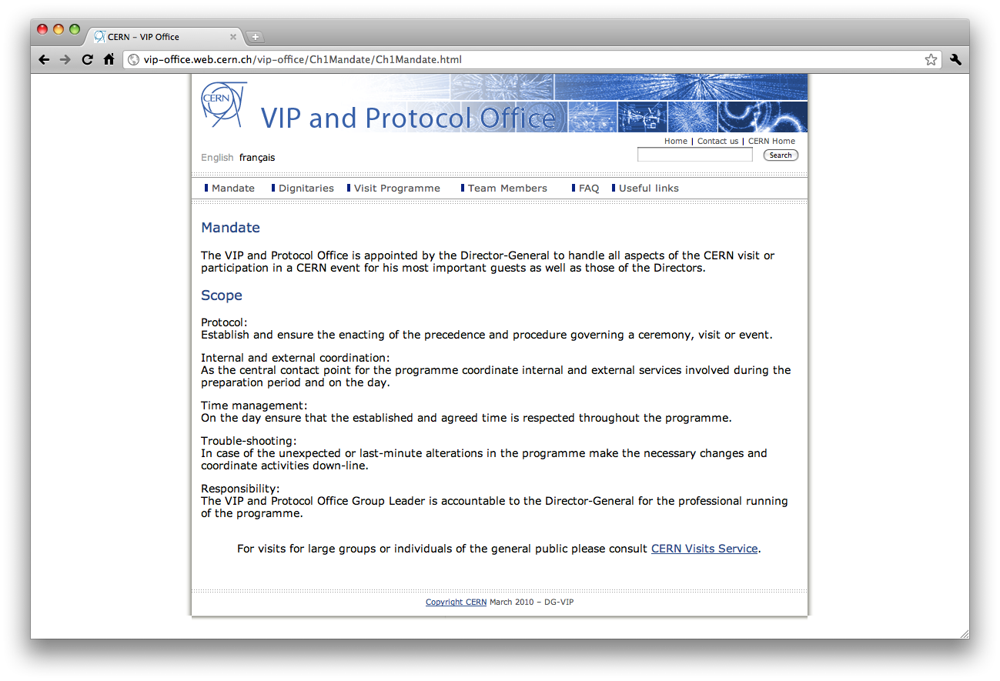 CERN – VIP Office
vip-office.web.cern.ch/vip-office/Ch1Mandate/Ch1Mandate.html
CERN
VIP and Protocol Office
Home | Contact us | CERN Home
English français
Search
Mandate Dignitaries Visit Programme Team Members FAQ Useful links
Mandate
The VIP and Protocol Office is appointed by the Director-General to handle all aspects of the CERN visit or
participation in a CERN event for his most important guests as well as those of the Directors.
Scope
Protocol:
Establish and ensure the enacting of the precedence and procedure governing a ceremony, visit or event.
Internal and external coordination:
As the central contact point for the programme coordinate internal and external services involved during the
preparation period and on the day.
Time management:
On the day ensure that the established and agreed time is respected throughout the programme.
Trouble-shooting:
In case of the unexpected or last-minute alterations in the programme make the necessary changes and
coordinate activities down-line.
Responsibility:
The VIP and Protocol Office Group Leader is accountable to the Director-General for the professional running
of the programme.
For visits for large groups or individuals of the general public please consult CERN Visits Service.
Copyright CERN March 2010 – DG-VIP